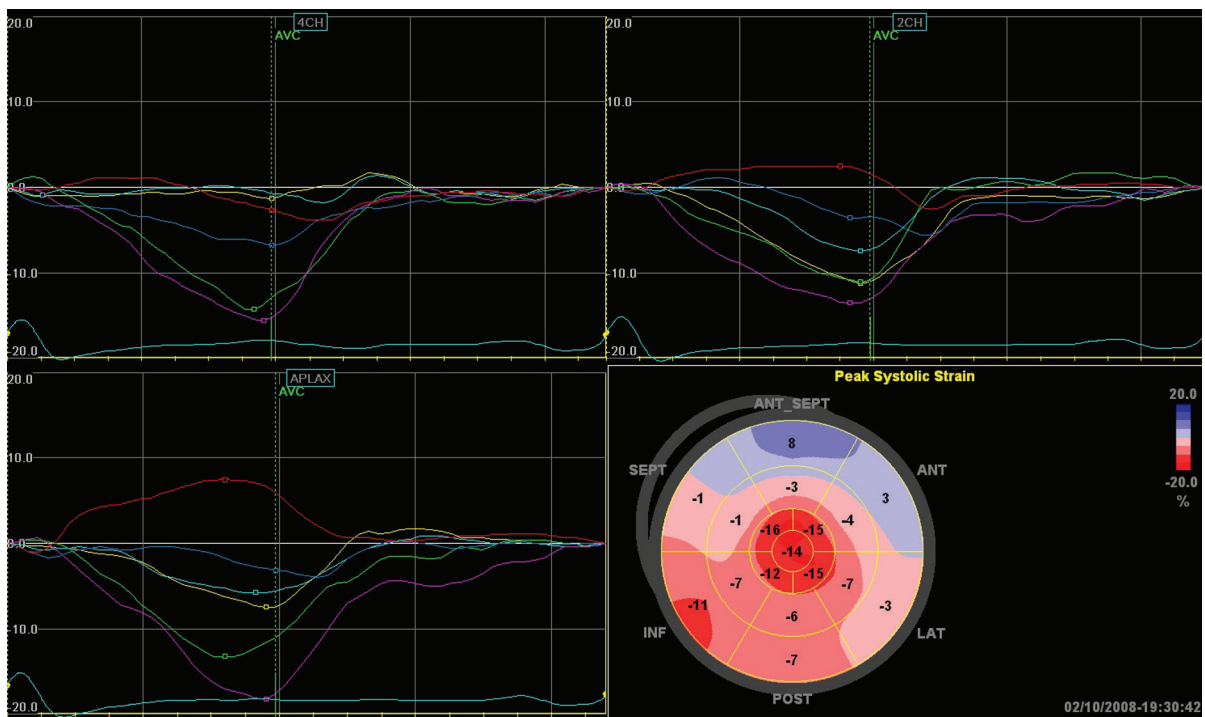 20.0
4CH
AVC
10.0
0.0
-10.0
-20.0
20.0
2CH
AVC
10.0
0.0
-10.0
-20.0
20.0
APLAX
AVC
10.0
0.0
-10.0
-20.0
Peak Systolic Strain
20.0
-20.0
%
ANT_SEPT
SEPT
ANT
8
-1
3
-3
-1
-4
-16
-15
-14
-12
-15
-7
-7
-11
-3
-6
INF
LAT
-7
POST
02/10/2008-19:30:42